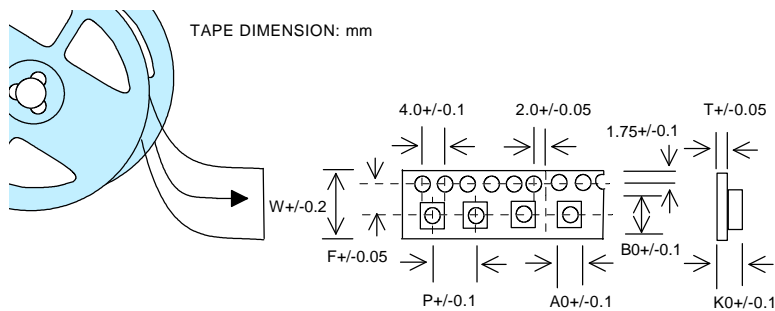 TAPE DIMENSION: mm
4.0+/-0.1
2.0+/-0.05
T+/-0.05
1.75+/-0.1
W+/-0.2
F+/-0.05
B0+/-0.1
P+/-0.1
A0+/-0.1
K0+/-0.1